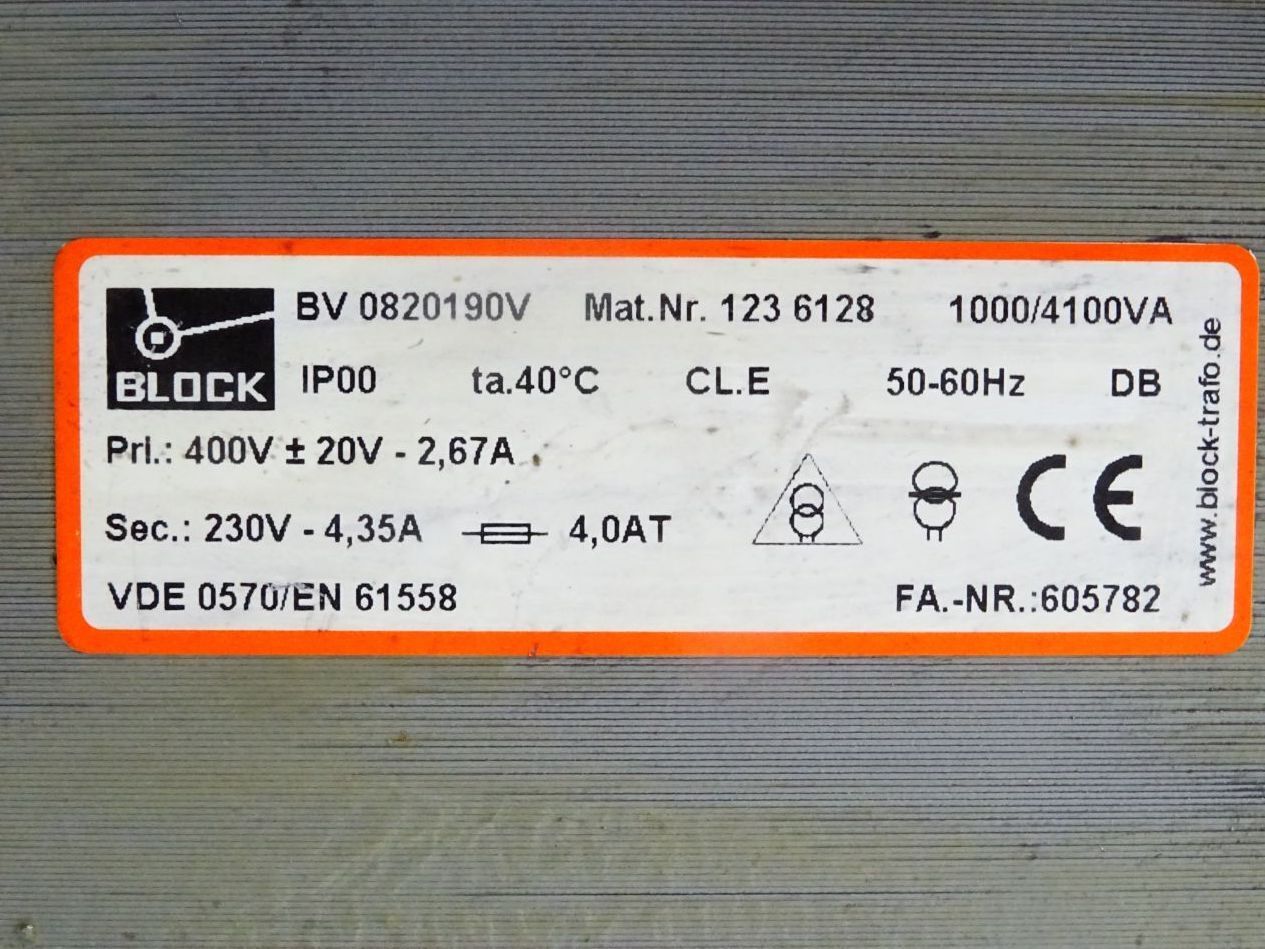 BLOCK
BV 0820190V Mat.Nr. 123 6128 1000/4100VA
IP00 ta.40°C CL.E 50-60Hz DB
Pri.: 400V ± 20V - 2,67A
Sec.: 230V - 4,35A 4,0AT
CE
VDE 0570/EN 61558 FA.-NR.:605782
www.block-trafo.de